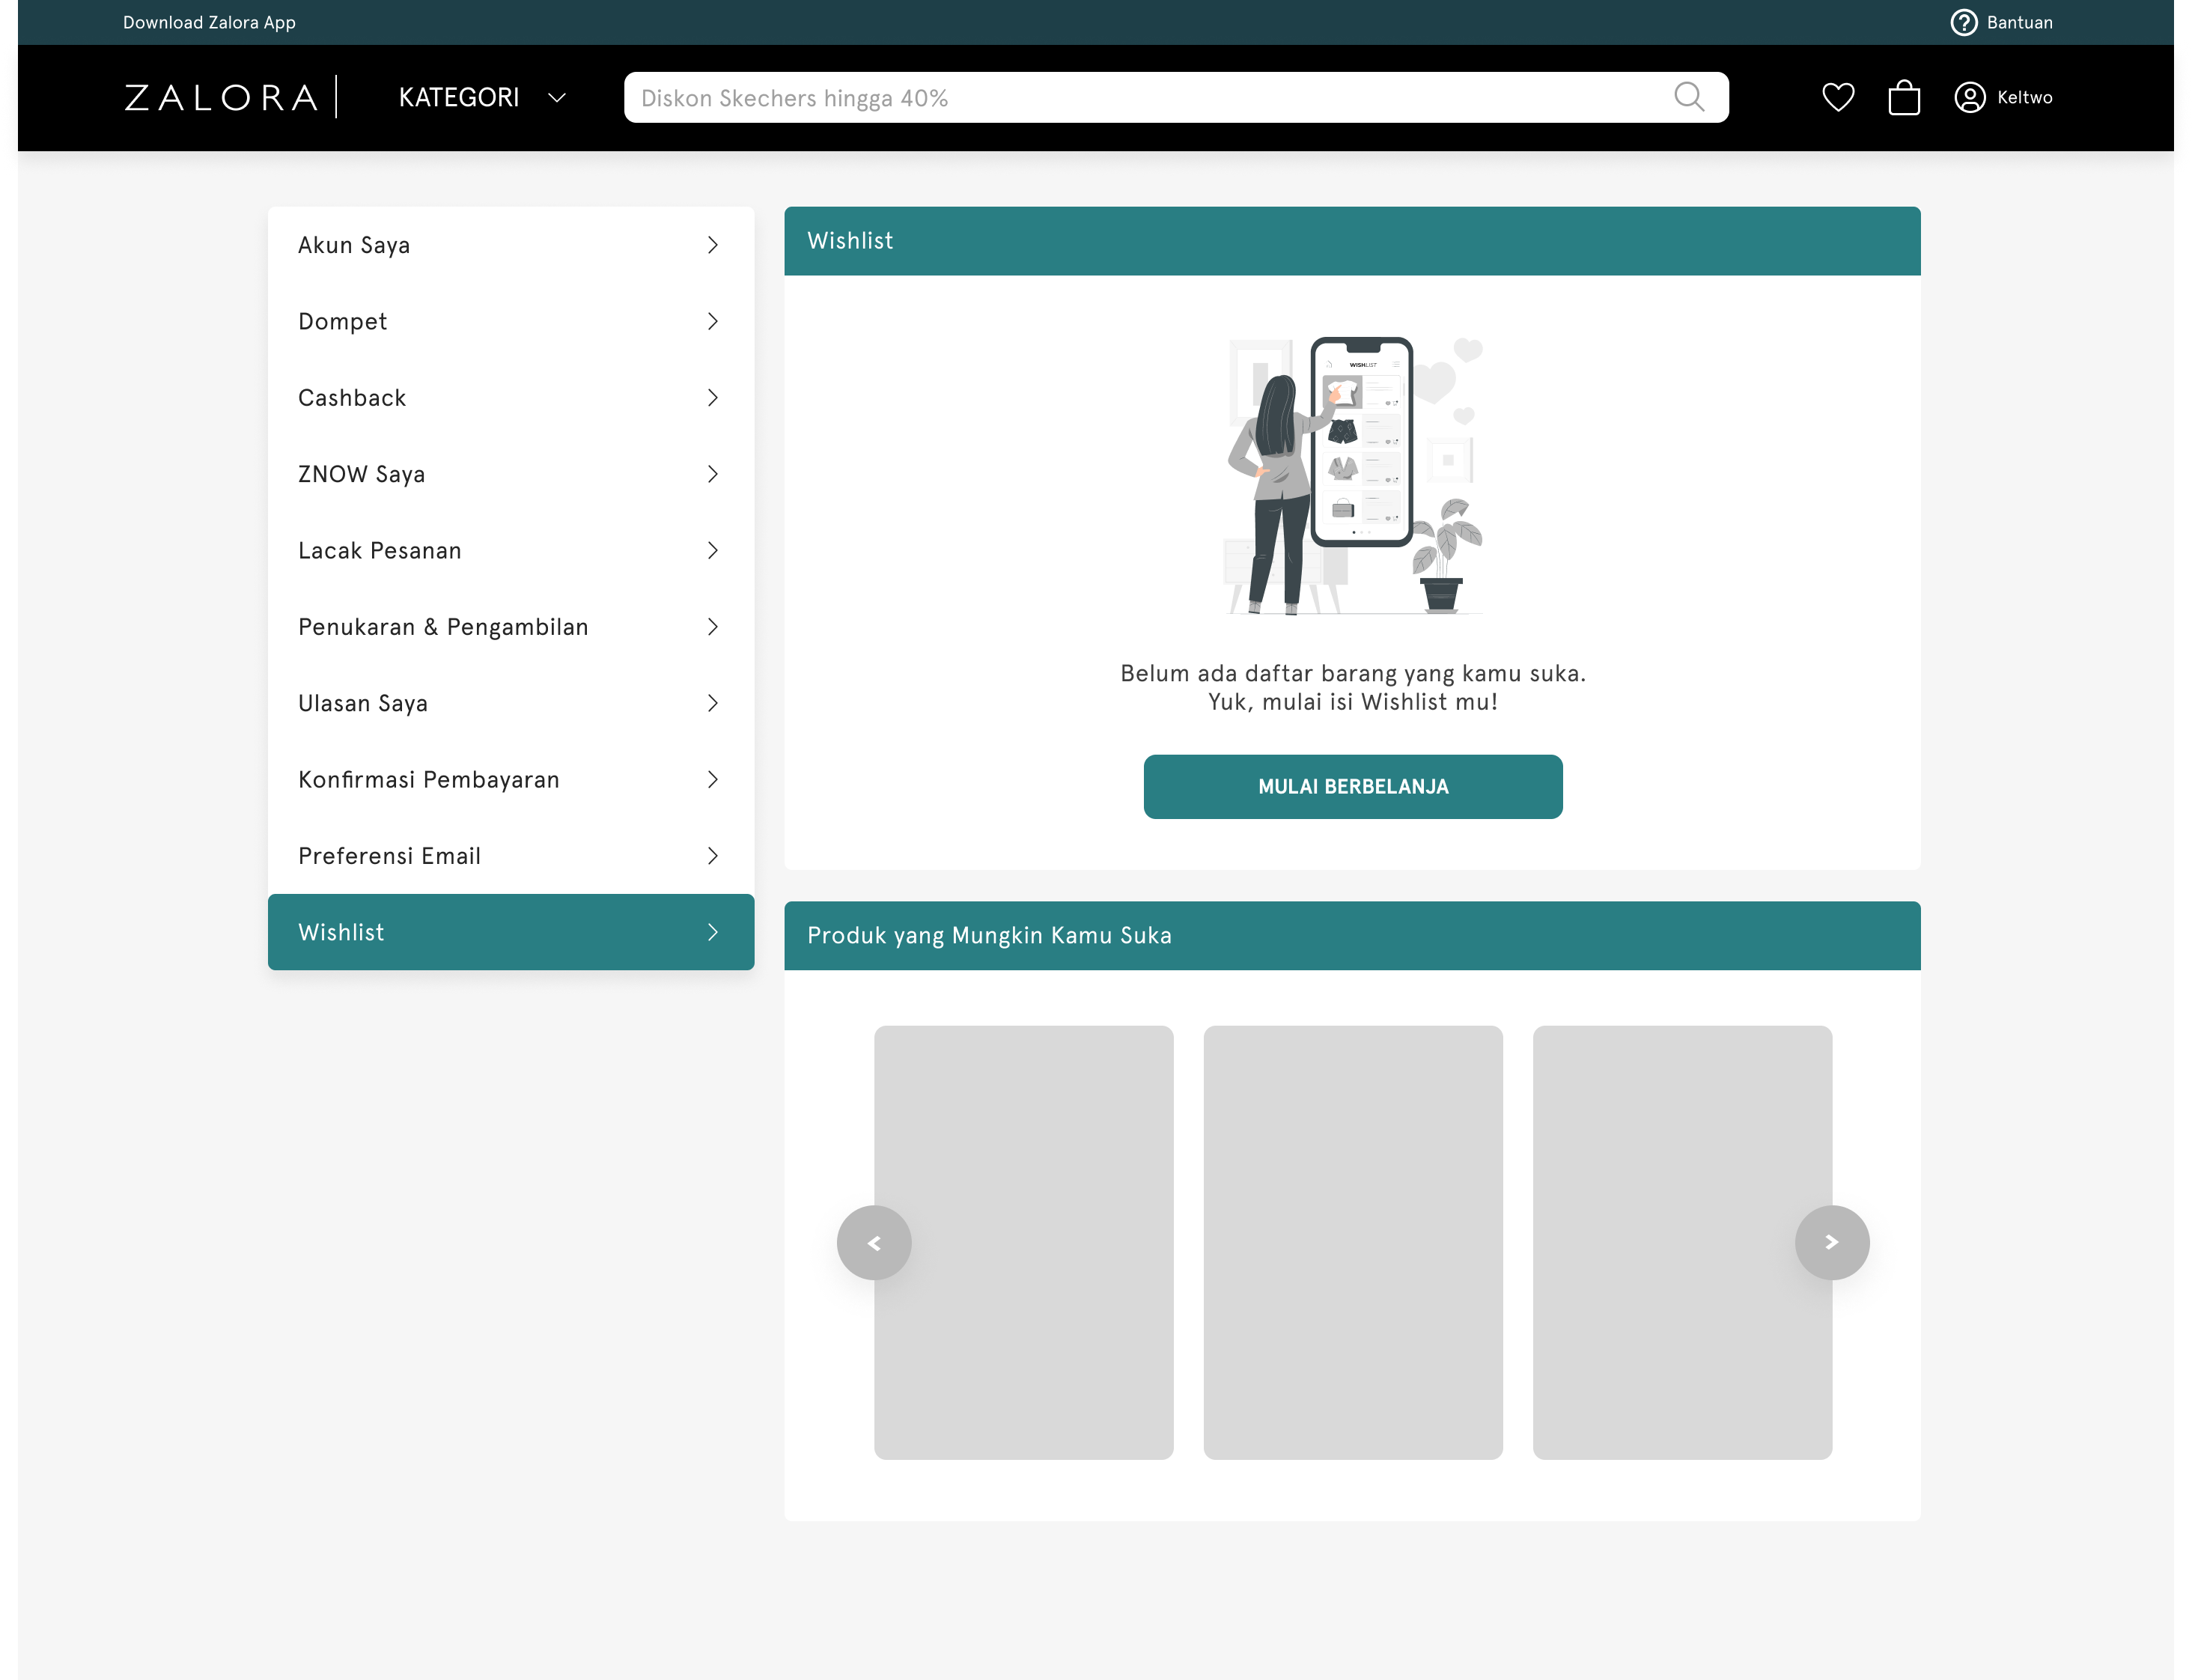 Download Zalora App
Bantuan
ZALORA
KATEGORI
Diskon Skechers hingga 40%
Keltwo
Akun Saya
Dompet
Cashback
ZNOW Saya
Lacak Pesanan
Penukaran & Pengambilan
Ulasan Saya
Konfirmasi Pembayaran
Preferensi Email
Wishlist
Wishlist
WISHLIST
Belum ada daftar barang yang kamu suka.
Yuk, mulai isi Wishlist mu!
MULAI BERBELANJA
Produk yang Mungkin Kamu Suka
<
>